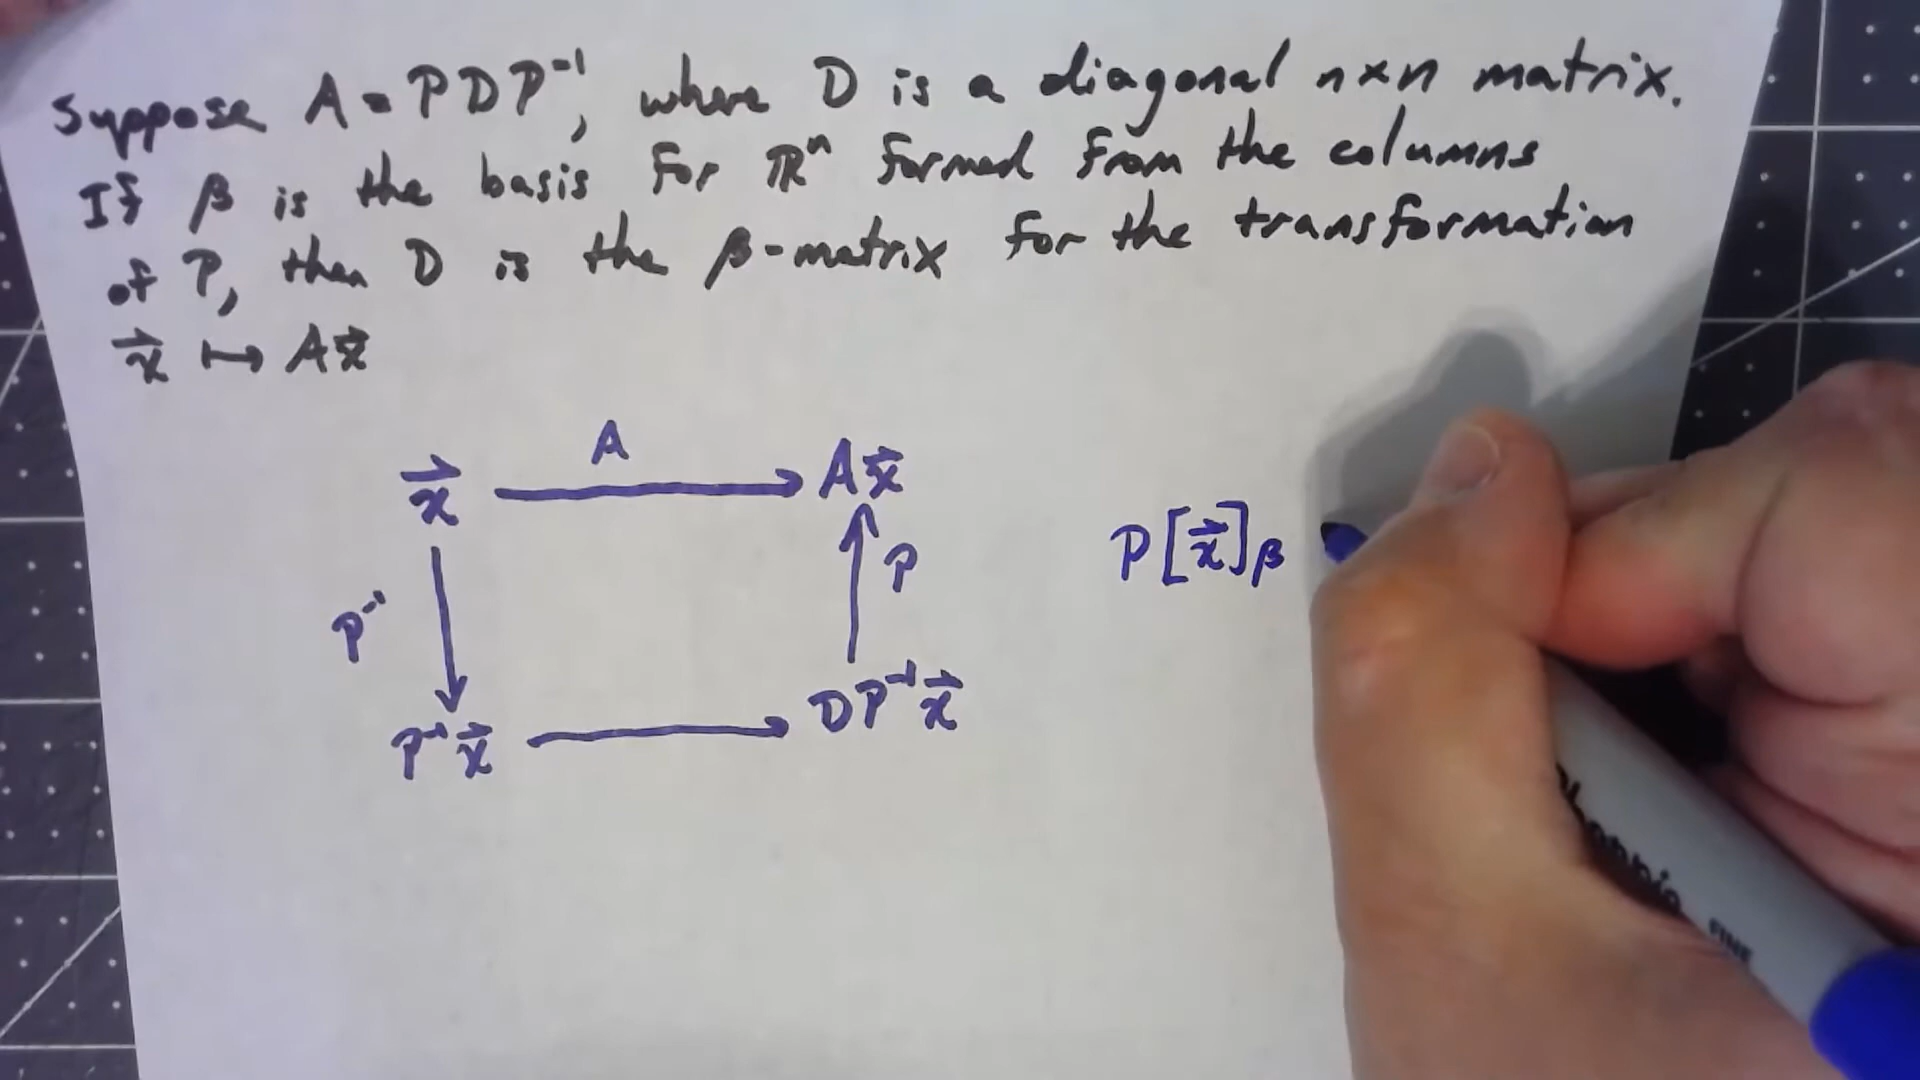 Suppose A = PDP⁻¹, where D is a diagonal n×n matrix.
If β is the basis for ℝⁿ formed from the columns
of P, then D is the β-matrix for the transformation
x⃗ ↦ Ax⃗
A
x⃗ → Ax⃗
P⁻¹
P
P[x⃗]β
P⁻¹x⃗ → DP⁻¹x⃗
FINE